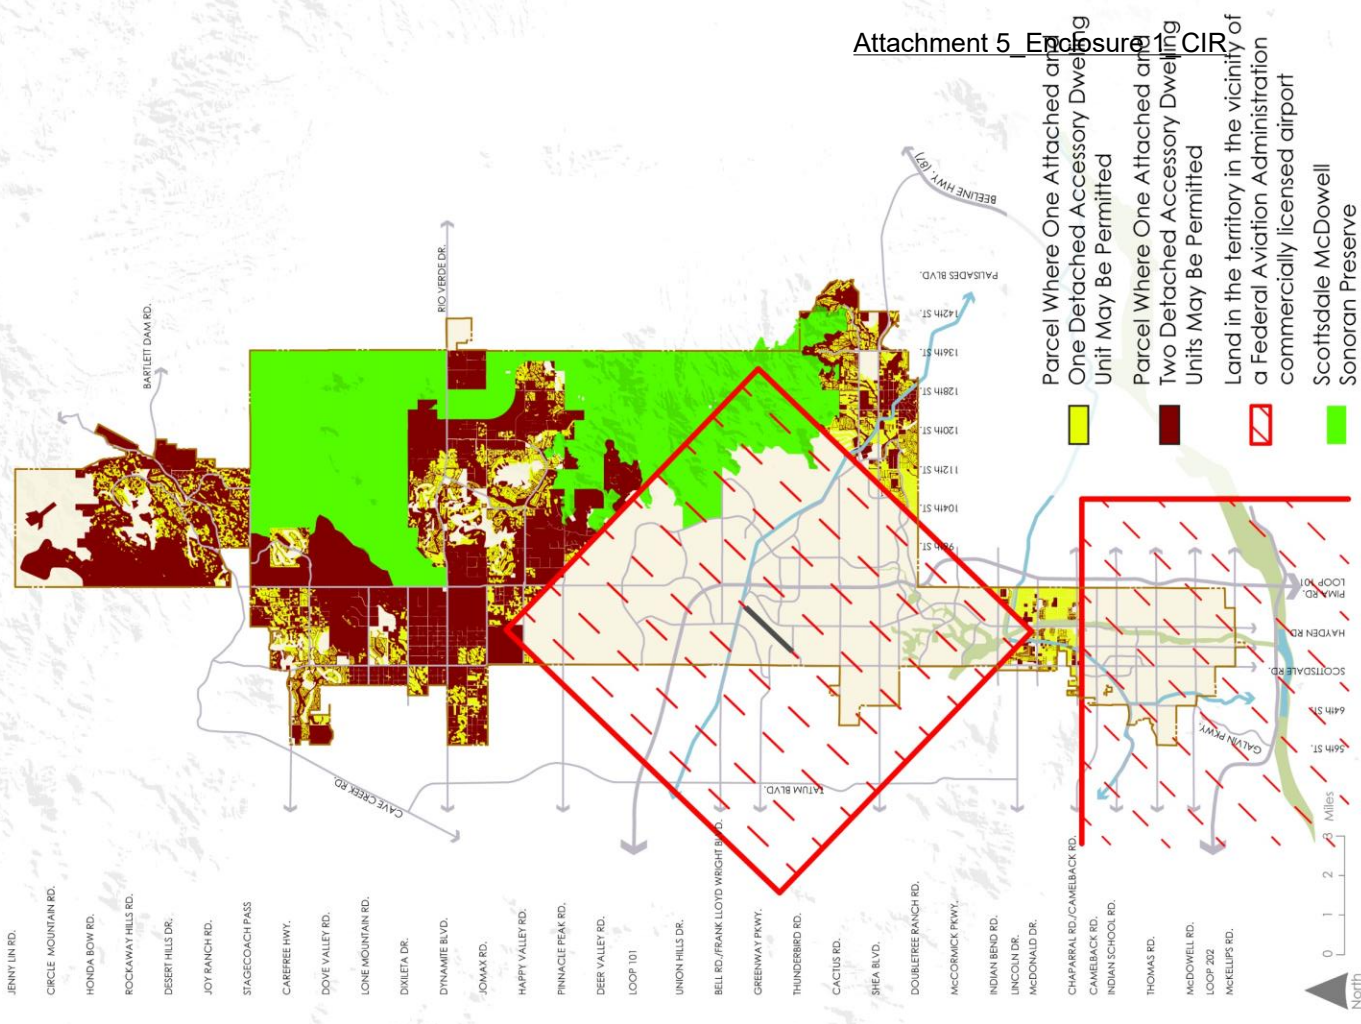 Attachment 5_Enclosure 1_CIR
Parcel Where One Attached and
One Detached Accessory Dwelling
Unit May Be Permitted
Parcel Where One Attached and
Two Detached Accessory Dwelling
Units May Be Permitted
Land in the territory in the vicinity of
a Federal Aviation Administration
commercially licensed airport
Scottsdale McDowell
Sonoran Preserve
BEELINE HWY. (87)
PALISADES BLVD.
RIO VERDE DR.
BARTLETT DAM RD.
142th ST.
136th ST.
128th ST.
120th ST.
112th ST.
104th ST.
96th ST.
LOOP 101
PIMA RD.
HAYDEN RD
SCOTTSDALE RD.
64th ST.
56th ST.
GALVIN PKWY.
TATUM BLVD.
CAVE CREEK RD.
JENNY LIN RD.
CIRCLE MOUNTAIN RD.
HONDA BOW RD.
ROCKAWAY HILLS RD.
DESERT HILLS DR.
JOY RANCH RD.
STAGECOACH PASS
CAREFREE HWY.
DOVE VALLEY RD.
LONE MOUNTAIN RD.
DIXILETA DR.
DYNAMITE BLVD.
JOMAX RD.
HAPPY VALLEY RD.
PINNACLE PEAK RD.
DEER VALLEY RD.
LOOP 101
UNION HILLS DR.
BELL RD./FRANK LLOYD WRIGHT BLVD.
GREENWAY PKWY.
THUNDERBIRD RD.
CACTUS RD.
SHEA BLVD.
DOUBLETREE RANCH RD.
McCORMICK PKWY.
INDIAN BEND RD.
LINCOLN DR.
McDONALD DR.
CHAPARRAL RD./CAMELBACK RD.
CAMELBACK RD.
INDIAN SCHOOL RD.
THOMAS RD.
McDOWELL RD.
LOOP 202
McKELLIPS RD.
0 1 2 3 Miles
North